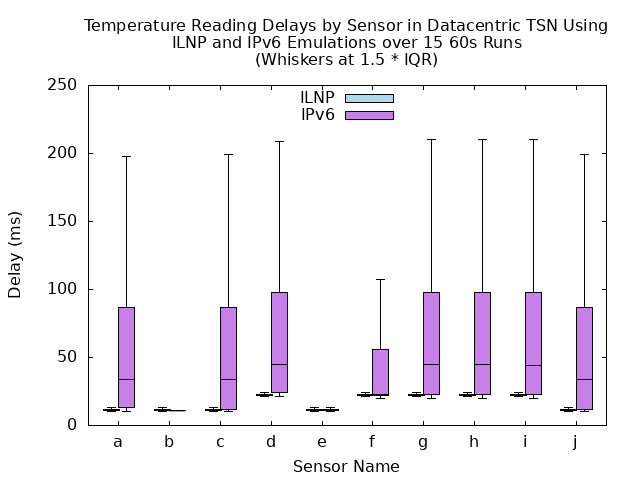 Temperature Reading Delays by Sensor in Datacentric TSN Using
ILNP and IPv6 Emulations over 15 60s Runs
(Whiskers at 1.5 * IQR)
ILNP
IPv6
250
200
150
100
50
0
Delay (ms)
a b c d e f g h i j
Sensor Name